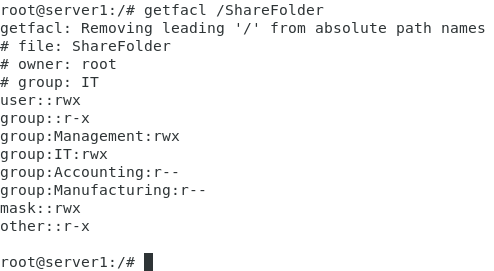 root@server1:/# getfacl /ShareFolder
getfacl: Removing leading '/' from absolute path names
# file: ShareFolder
# owner: root
# group: IT
user::rwx
group::r-x
group:Management:rwx
group:IT:rwx
group:Accounting:r--
group:Manufacturing:r--
mask::rwx
other::r-x
root@server1:/#